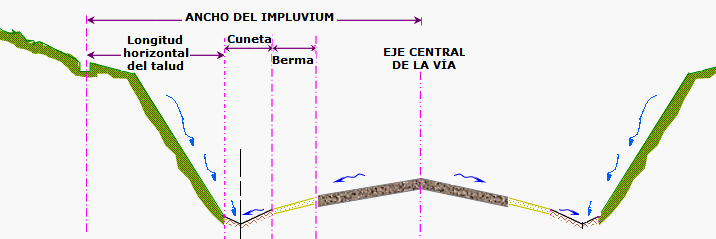 ANCHO DEL IMPLUVIUM
Longitud
horizontal
del talud
Cuneta
Berma
EJE CENTRAL
DE LA VÍA